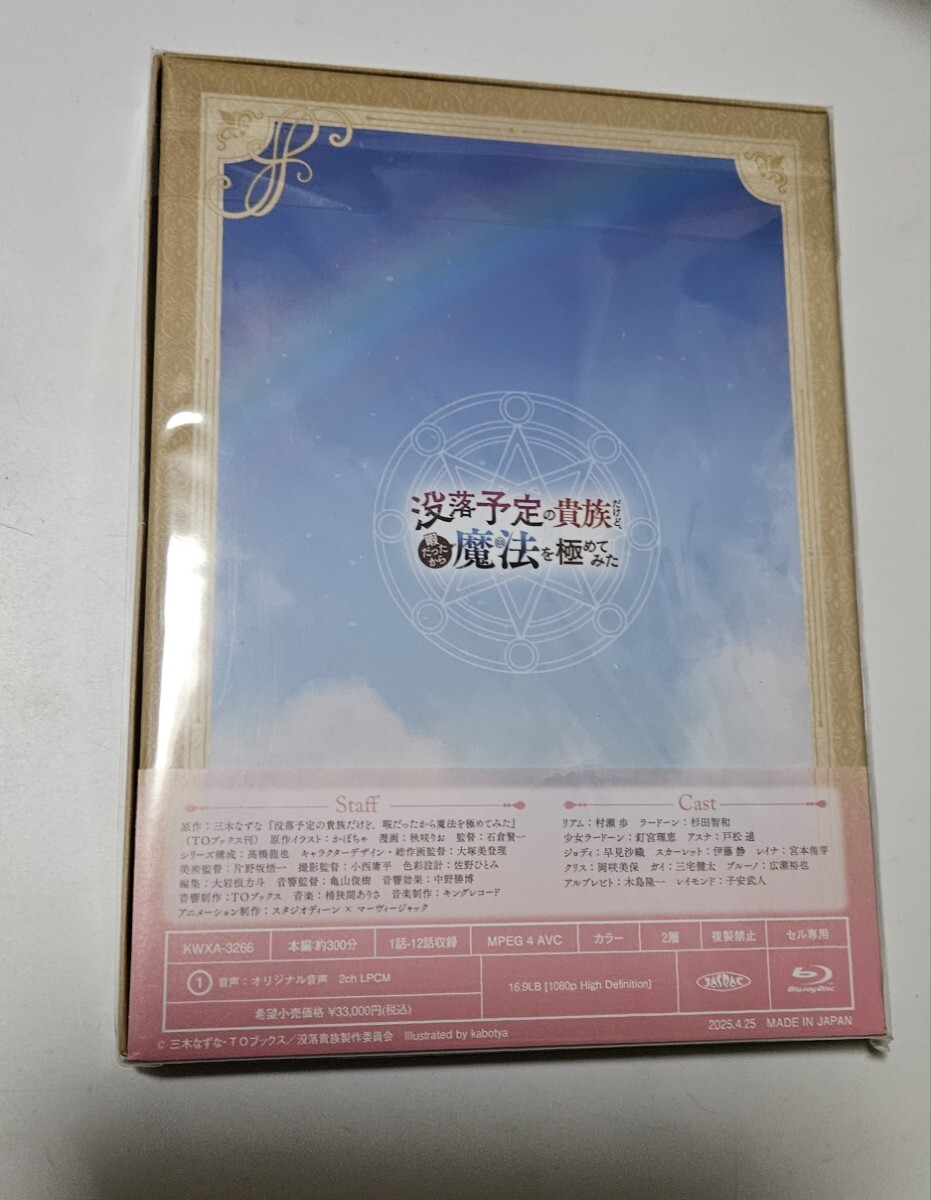 没落予定の貴族だけど、
暇だったから魔法を極めてみた
Staff
原作：三木なずな『没落予定の貴族だけど、暇だったから魔法を極めてみた』
（TOブックス刊） 原作イラスト：かぼちゃ 漫画：秋咲りお 監督：石倉賢一
シリーズ構成：髙橋龍也 キャラクターデザイン・総作画監督：大塚美登理
美術監督：片野坂悟一 撮影監督：小西庸平 色彩設計：佐野ひとみ
編集：大岩根力斗 音響監督：亀山俊樹 音響効果：中野勝博
音響制作：TOブックス 音楽：桶狭間ありさ 音楽制作：キングレコード
アニメーション制作：スタジオディーン×マーヴィージャック
Cast
リアム：村瀬 歩 ラードーン：杉田智和
少女ラードーン：釘宮理恵 アスナ：戸松 遥
ジョディ：早見沙織 スカーレット：伊藤 静 レイナ：宮本侑芽
クリス：岡咲美保 ガイ：三宅健太 ブルーノ：広瀬裕也
アルブレビト：木島隆一 レイモンド：子安武人
KWXA-3266 本編：約300分 1話-12話収録 MPEG 4 AVC カラー 2層 複製禁止 セル専用
1 音声：オリジナル音声 2ch LPCM
16:9LB [1080p High Definition]
JASRAC
Blu-ray Disc
希望小売価格 ¥33,000円(税込)
2025.4.25 MADE IN JAPAN
© 三木なずな・TOブックス／没落貴族製作委員会 Illustrated by kabotya